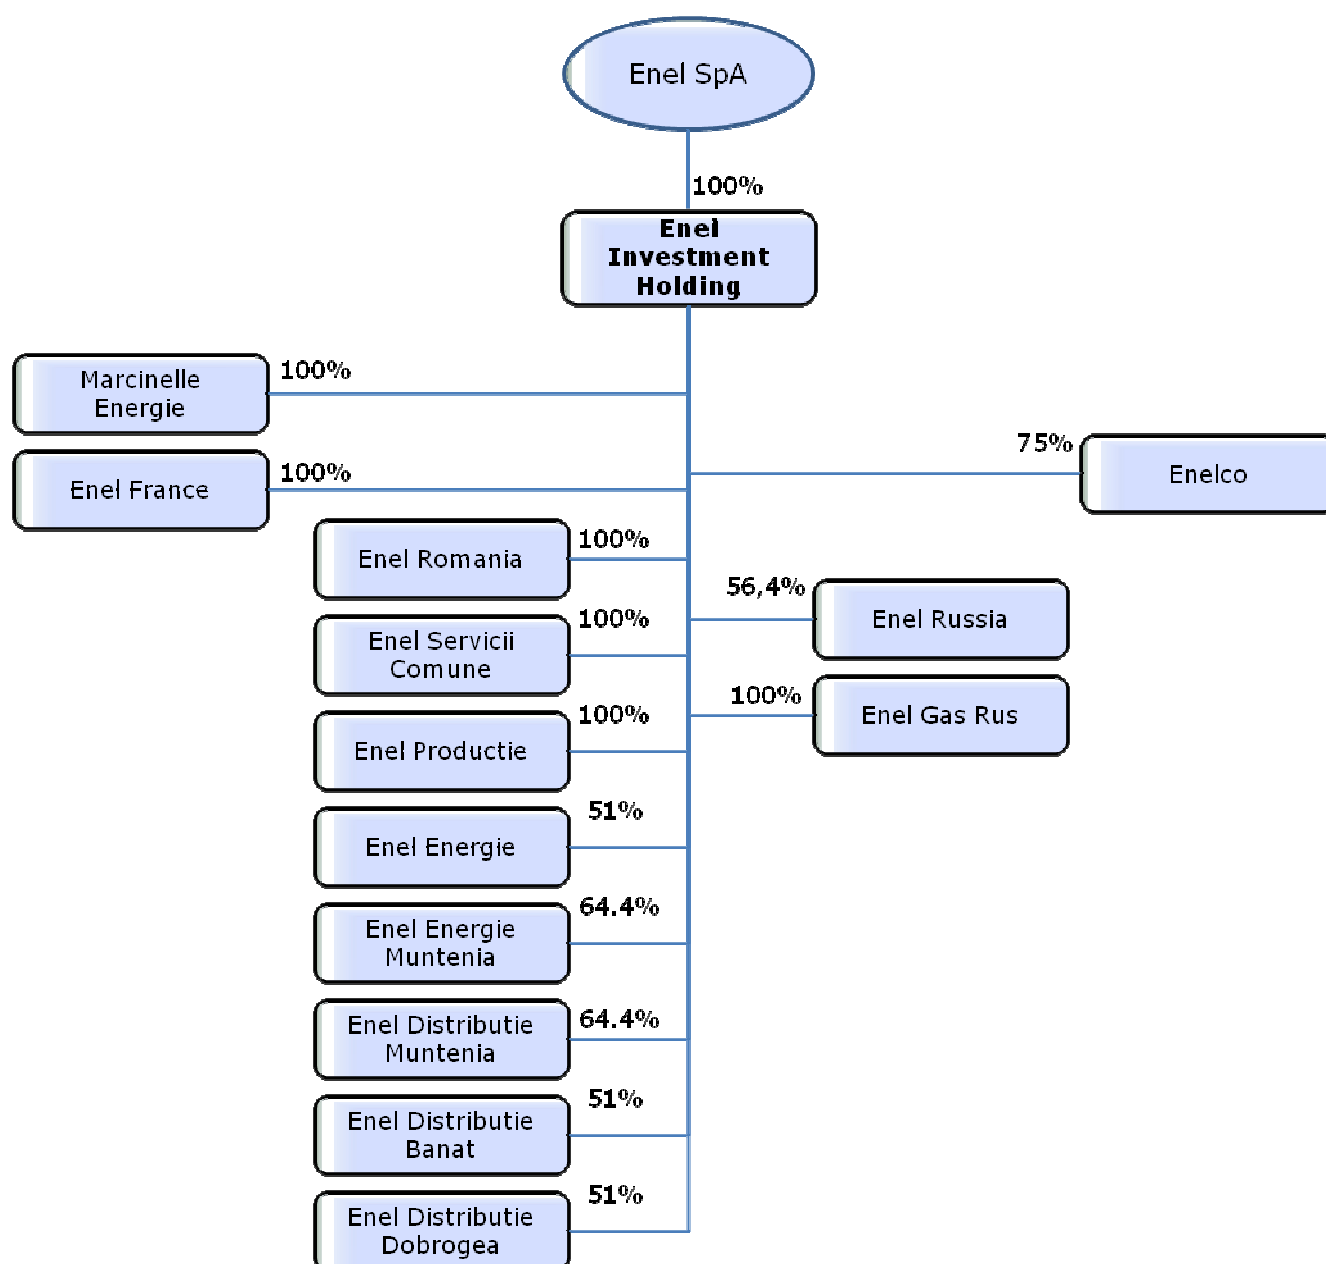 Enel SpA
100%
Enel
Investment
Holding
Marcinelle
Energie
100%
75%
Enelco
Enel France
100%
Enel Romania
100%
56,4%
Enel Russia
Enel Servicii
Comune
100%
100%
Enel Gas Rus
Enel Productie
100%
Enel Energie
51%
Enel Energie
Muntenia
64.4%
Enel Distributie
Muntenia
64.4%
Enel Distributie
Banat
51%
Enel Distributie
Dobrogea
51%